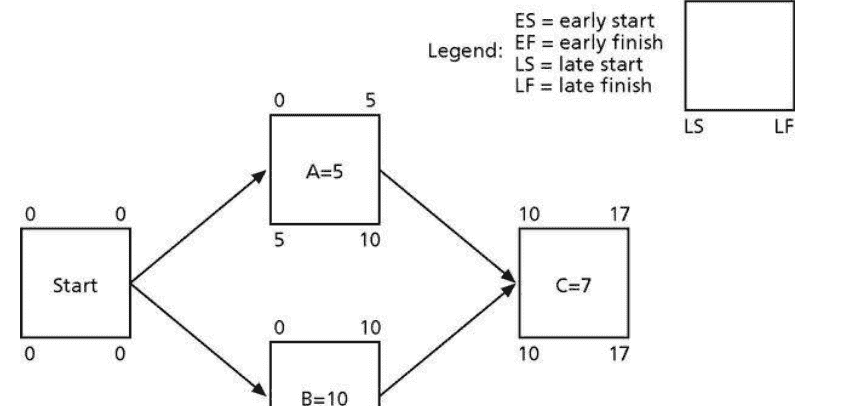 Legend:
ES = early start
EF = early finish
LS = late start
LF = late finish
LS LF
0 5
A=5
5 10
0 0
Start
0 0
10 17
C=7
10 17
0 10
B=10